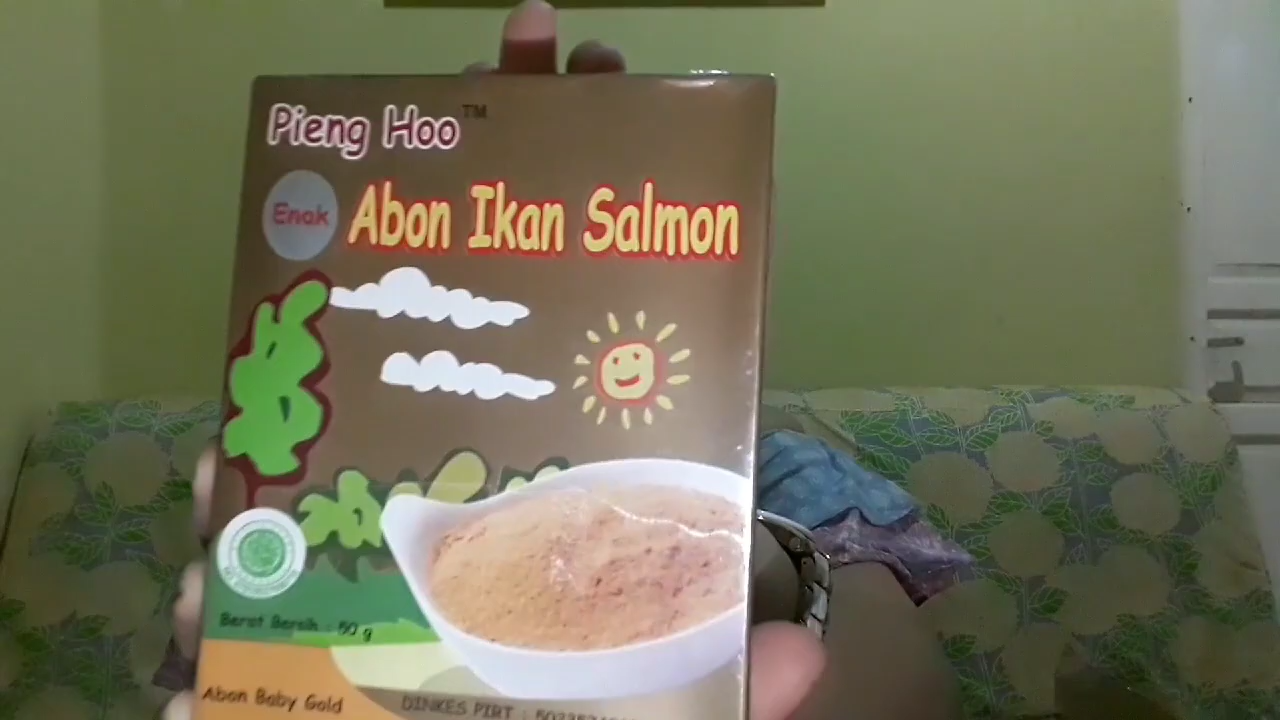 Pieng Hoo™
Enak
Abon Ikan Salmon
Berat Bersih : 50 g
Abon Baby Gold
DINKES PIRT :